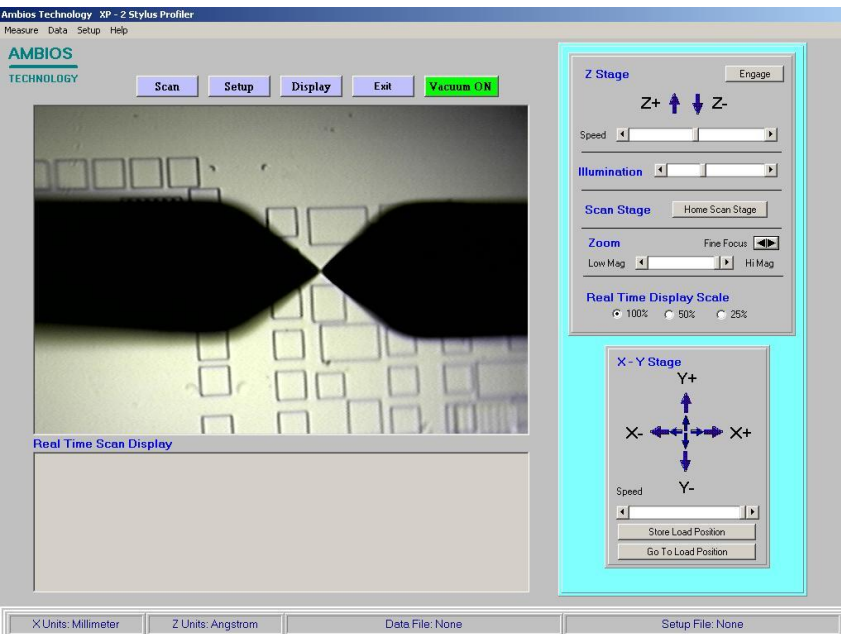 Ambios Technology XP - 2 Stylus Profiler
Measure Data Setup Help
AMBIOS
TECHNOLOGY
Scan Setup Display Exit Vacuum ON
Z Stage Engage
Z+ Z-
Speed
Illumination
Scan Stage Home Scan Stage
Zoom Fine Focus
Low Mag Hi Mag
Real Time Display Scale
100% 50% 25%
X - Y Stage
Y+
X- X+
Y-
Speed
Store Load Position
Go To Load Position
Real Time Scan Display
X Units: Millimeter Z Units: Angstrom Data File: None Setup File: None